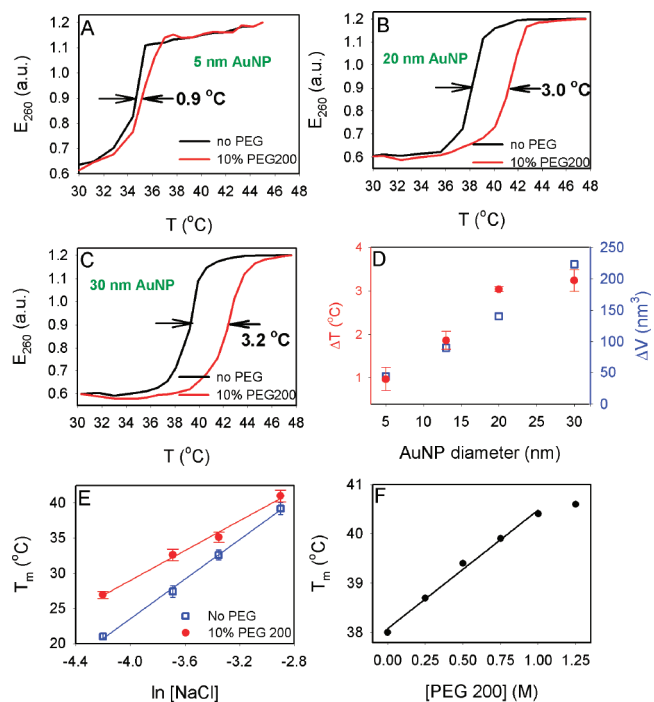 A
5 nm AuNP
0.9 °C
no PEG
10% PEG200
E260 (a.u.)
1.2
1.1
1.0
0.9
0.8
0.7
0.6
30 32 34 36 38 40 42 44 46 48
T (°C)
B
20 nm AuNP
3.0 °C
no PEG
10% PEG200
E260 (a.u.)
1.2
1.1
1.0
0.9
0.8
0.7
0.6
0.5
30 32 34 36 38 40 42 44 46 48
T (°C)
C
30 nm AuNP
3.2 °C
no PEG
10% PEG200
E260 (a.u.)
1.2
1.1
1.0
0.9
0.8
0.7
0.6
0.5
30 32 34 36 38 40 42 44 46 48
T (°C)
D
ΔT (°C)
4
3
2
1
ΔV (nm3)
250
200
150
100
50
0
5 10 15 20 25 30
AuNP diameter (nm)
E
Tm (°C)
40
35
30
25
20
No PEG
10% PEG 200
-4.4 -4.0 -3.6 -3.2 -2.8
ln [NaCl]
F
Tm (°C)
41
40
39
38
0.00 0.25 0.50 0.75 1.00 1.25
[PEG 200] (M)